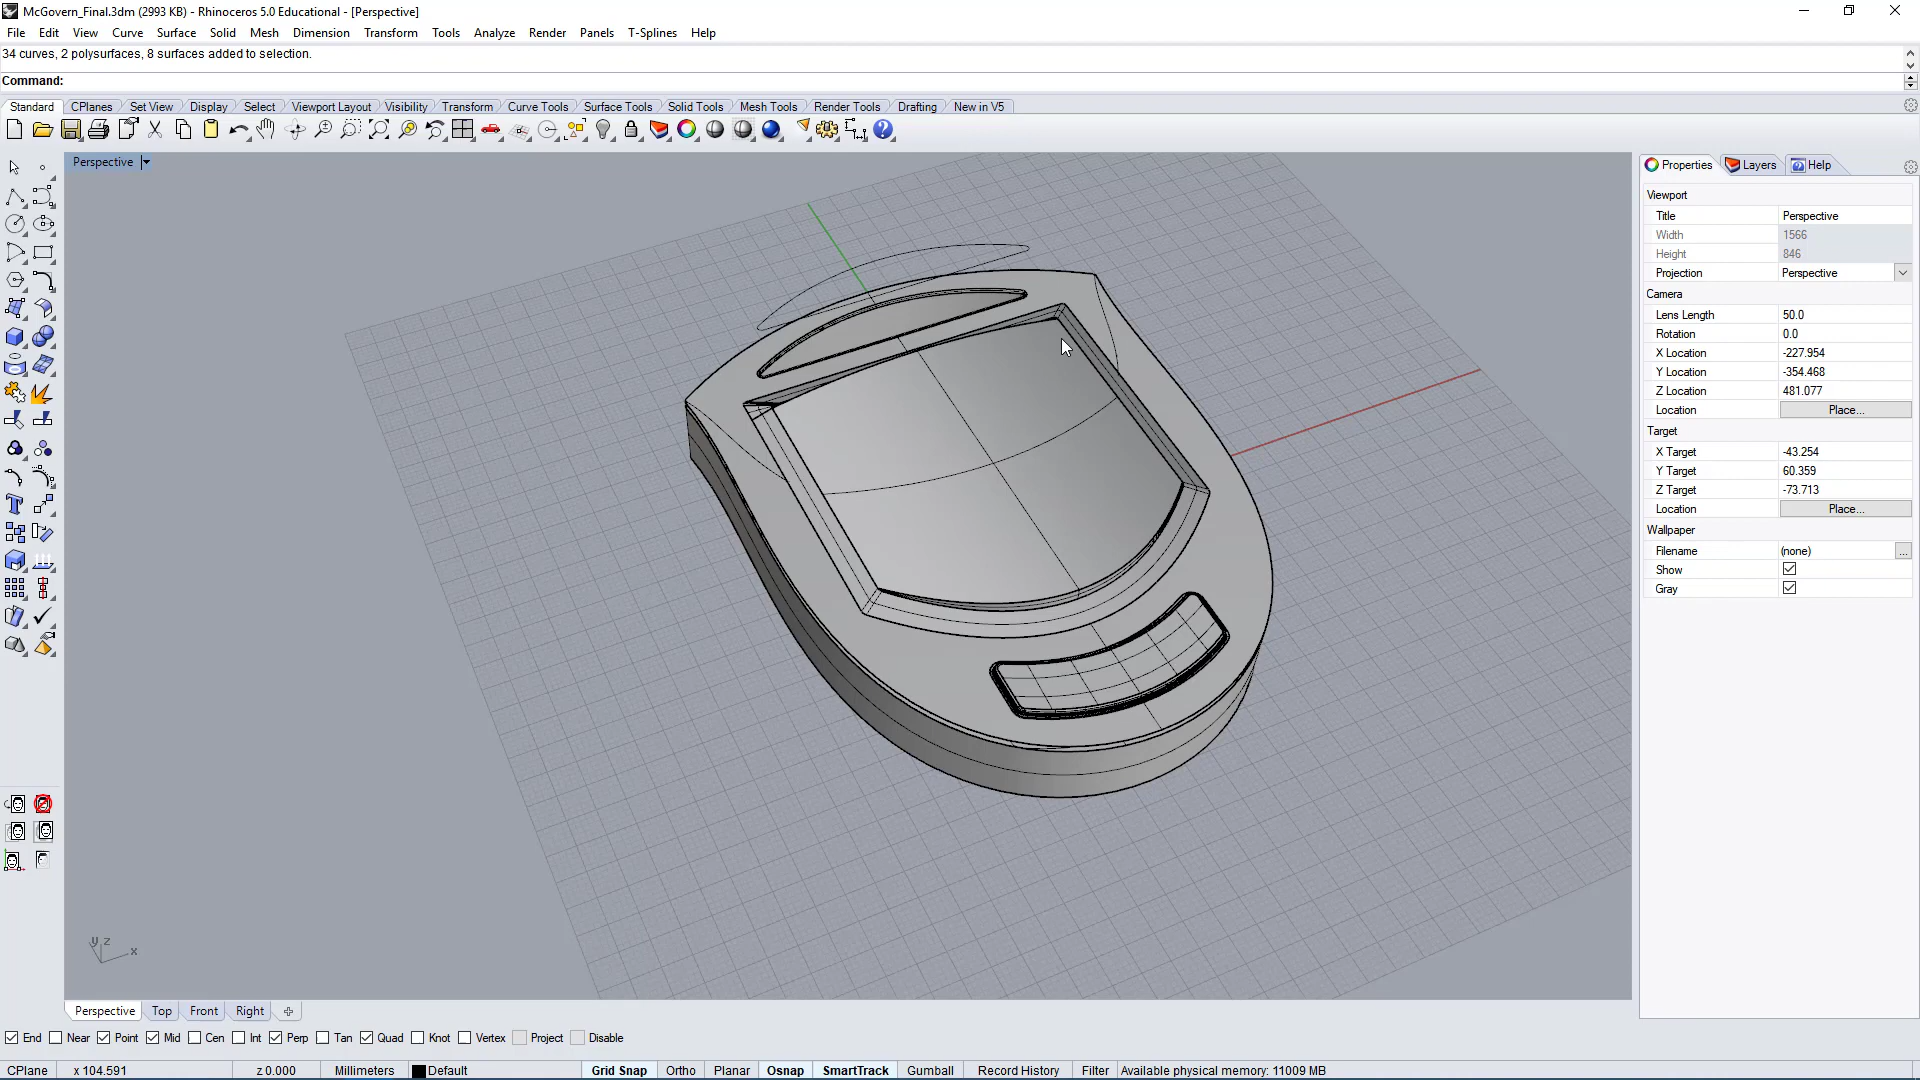 McGovern_Final.3dm (2993 KB) - Rhinoceros 5.0 Educational - [Perspective]
File Edit View Curve Surface Solid Mesh Dimension Transform Tools Analyze Render Panels T-Splines Help
34 curves, 2 polysurfaces, 8 surfaces added to selection.
Command:
Standard CPlanes Set View Display Select Viewport Layout Visibility Transform Curve Tools Surface Tools Solid Tools Mesh Tools Render Tools Drafting New in V5
Perspective
Properties Layers Help
Viewport
Title Perspective
Width 1566
Height 846
Projection Perspective
Camera
Lens Length 50.0
Rotation 0.0
X Location -227.954
Y Location -354.468
Z Location 481.077
Location Place...
Target
X Target -43.254
Y Target 60.359
Z Target -73.713
Location Place...
Wallpaper
Filename (none) ...
Show
Gray
y z x
Perspective Top Front Right
End Near Point Mid Cen Int Perp Tan Quad Knot Vertex Project Disable
CPlane x 104.591 z 0.000 Millimeters Default Grid Snap Ortho Planar Osnap SmartTrack Gumball Record History Filter Available physical memory: 11009 MB